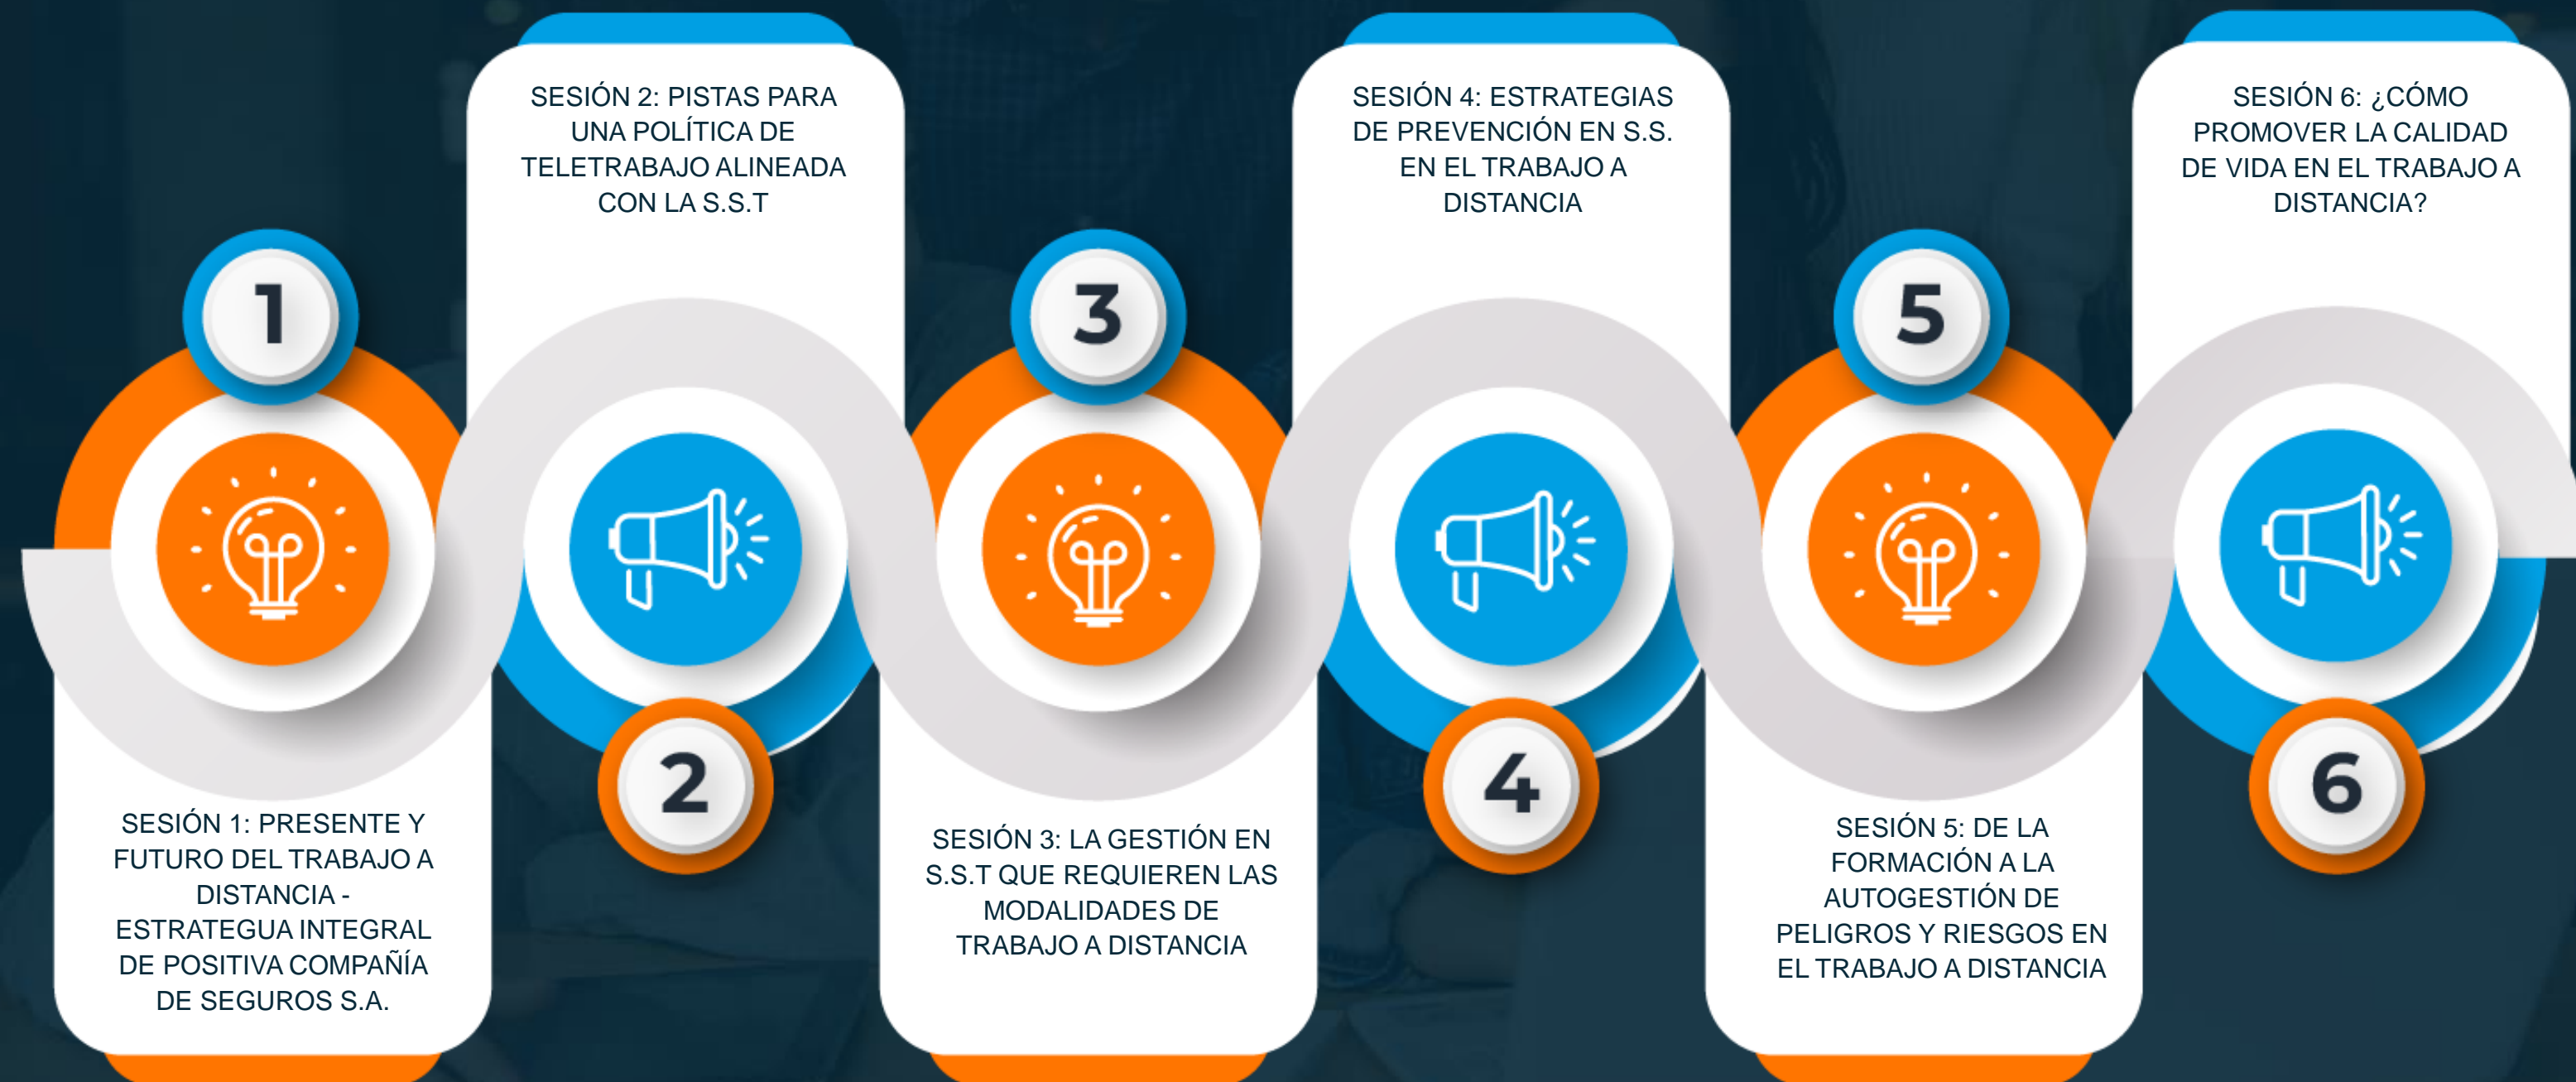 1
SESIÓN 1: PRESENTE Y
FUTURO DEL TRABAJO A
DISTANCIA -
ESTRATEGUA INTEGRAL
DE POSITIVA COMPAÑÍA
DE SEGUROS S.A.
SESIÓN 2: PISTAS PARA
UNA POLÍTICA DE
TELETRABAJO ALINEADA
CON LA S.S.T
2
3
SESIÓN 3: LA GESTIÓN EN
S.S.T QUE REQUIEREN LAS
MODALIDADES DE
TRABAJO A DISTANCIA
SESIÓN 4: ESTRATEGIAS
DE PREVENCIÓN EN S.S.
EN EL TRABAJO A
DISTANCIA
4
5
SESIÓN 5: DE LA
FORMACIÓN A LA
AUTOGESTIÓN DE
PELIGROS Y RIESGOS EN
EL TRABAJO A DISTANCIA
SESIÓN 6: ¿CÓMO
PROMOVER LA CALIDAD
DE VIDA EN EL TRABAJO A
DISTANCIA?
6